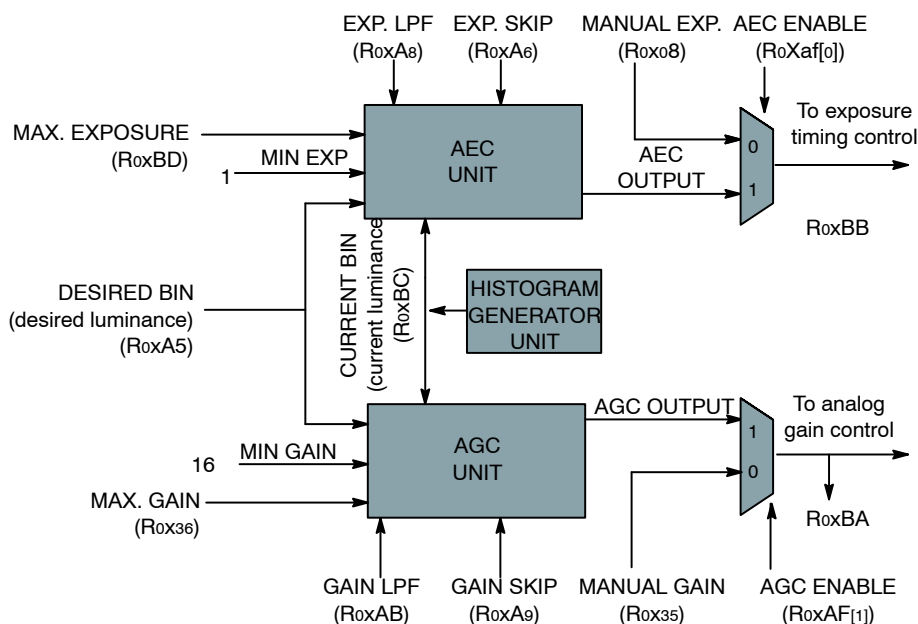 EXP. LPF
(R0xA8)
EXP. SKIP
(R0xA6)
MANUAL EXP.
(R0x08)
AEC ENABLE
(R0Xaf[0])
MAX. EXPOSURE
(R0xBD)
1
MIN EXP
AEC
UNIT
AEC
OUTPUT
0
1
To exposure
timing control
R0xBB
DESIRED BIN
(desired luminance)
(R0xA5)
CURRENT BIN
(current luminance)
(R0xBC)
HISTOGRAM
GENERATOR
UNIT
AGC OUTPUT
To analog
gain control
1
0
AGC
UNIT
16
MIN GAIN
MAX. GAIN
(R0x36)
R0xBA
GAIN LPF
(R0xAB)
GAIN SKIP
(R0xA9)
MANUAL GAIN
(R0x35)
AGC ENABLE
(R0xAF[1])